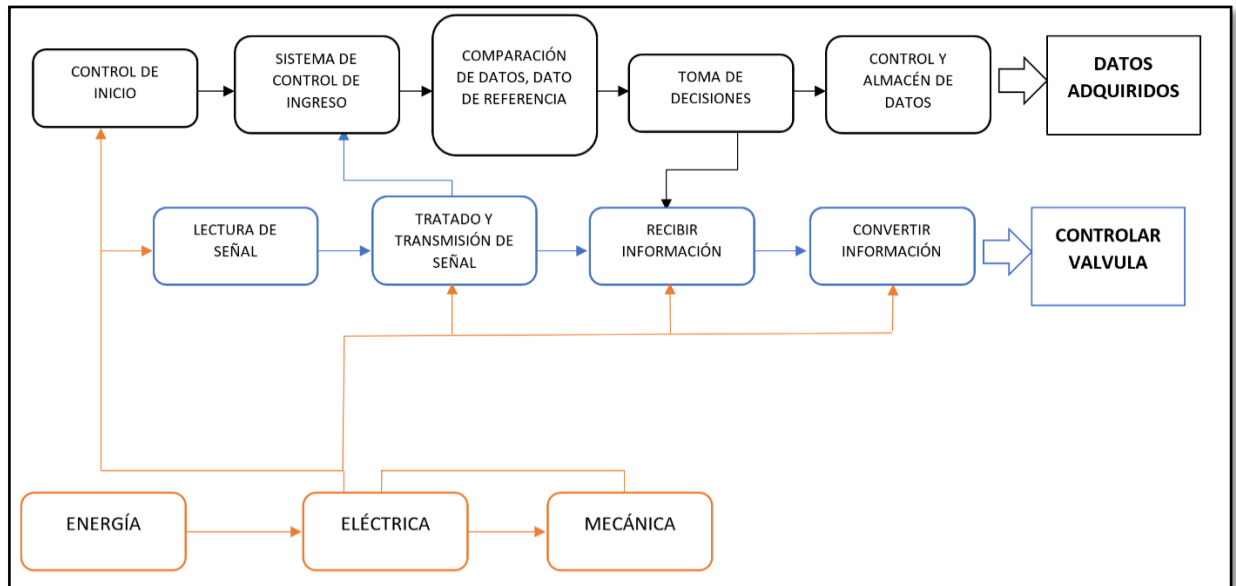 CONTROL DE
INICIO
SISTEMA DE
CONTROL DE
INGRESO
COMPARACIÓN
DE DATOS, DATO
DE REFERENCIA
TOMA DE
DECISIONES
CONTROL Y
ALMACÉN DE
DATOS
DATOS
ADQUIRIDOS
LECTURA DE
SEÑAL
TRATADO Y
TRANSMISIÓN DE
SEÑAL
RECIBIR
INFORMACIÓN
CONVERTIR
INFORMACIÓN
CONTROLAR
VALVULA
ENERGÍA
ELÉCTRICA
MECÁNICA